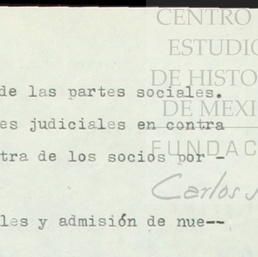 CENTRO
ESTUDIO
DE HISTO
DE MEXI
FUNDAC
Carlos
de las partes sociales.
es judiciales en contra
tra de los socios por -
les y admisión de nue--